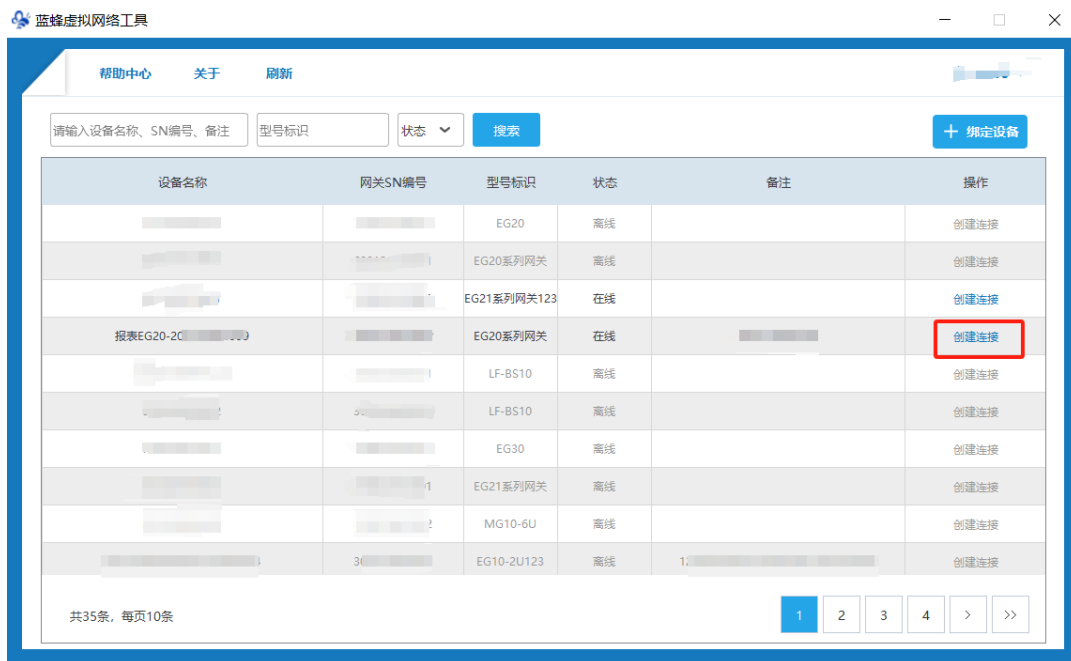 蓝蜂虚拟网络工具
帮助中心 关于 刷新
请输入设备名称、SN编号、备注 型号标识 状态 搜索 绑定设备
设备名称 网关SN编号 型号标识 状态 备注 操作
EG20 离线 创建连接
EG20系列网关 离线 创建连接
EG21系列网关123 在线 创建连接
报表EG20-20 EG20系列网关 在线 创建连接
LF-BS10 离线 创建连接
LF-BS10 离线 创建连接
EG30 离线 创建连接
EG21系列网关 离线 创建连接
MG10-6U 离线 创建连接
EG10-2U123 离线 创建连接
共35条，每页10条 1 2 3 4 > >>